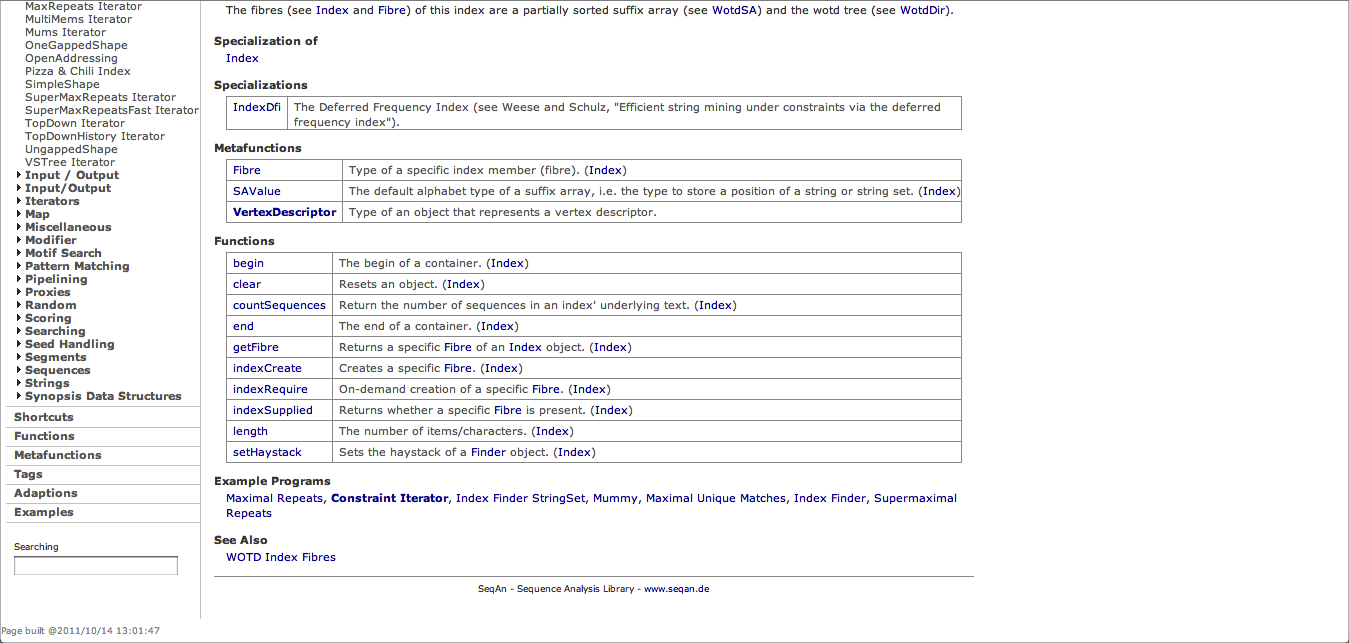 MaxRepeats Iterator
MultiMems Iterator
Mums Iterator
OneGappedShape
OpenAddressing
Pizza & Chili Index
SimpleShape
SuperMaxRepeats Iterator
SuperMaxRepeatsFast Iterator
TopDown Iterator
TopDownHistory Iterator
UngappedShape
VSTree Iterator
Input / Output
Input/Output
Iterators
Map
Miscellaneous
Modifier
Motif Search
Pattern Matching
Pipelining
Proxies
Random
Scoring
Searching
Seed Handling
Segments
Sequences
Strings
Synopsis Data Structures
Shortcuts
Functions
Metafunctions
Tags
Adaptions
Examples
Searching
Page built @2011/10/14 13:01:47
The fibres (see Index and Fibre) of this index are a partially sorted suffix array (see WotdSA) and the wotd tree (see WotdDir).
Specialization of
Index
Specializations
IndexDfi The Deferred Frequency Index (see Weese and Schulz, "Efficient string mining under constraints via the deferred
frequency index").
Metafunctions
Fibre Type of a specific index member (fibre). (Index)
SAValue The default alphabet type of a suffix array, i.e. the type to store a position of a string or string set. (Index)
VertexDescriptor Type of an object that represents a vertex descriptor.
Functions
begin The begin of a container. (Index)
clear Resets an object. (Index)
countSequences Return the number of sequences in an index' underlying text. (Index)
end The end of a container. (Index)
getFibre Returns a specific Fibre of an Index object. (Index)
indexCreate Creates a specific Fibre. (Index)
indexRequire On-demand creation of a specific Fibre. (Index)
indexSupplied Returns whether a specific Fibre is present. (Index)
length The number of items/characters. (Index)
setHaystack Sets the haystack of a Finder object. (Index)
Example Programs
Maximal Repeats, Constraint Iterator, Index Finder StringSet, Mummy, Maximal Unique Matches, Index Finder, Supermaximal
Repeats
See Also
WOTD Index Fibres
SeqAn - Sequence Analysis Library - www.seqan.de